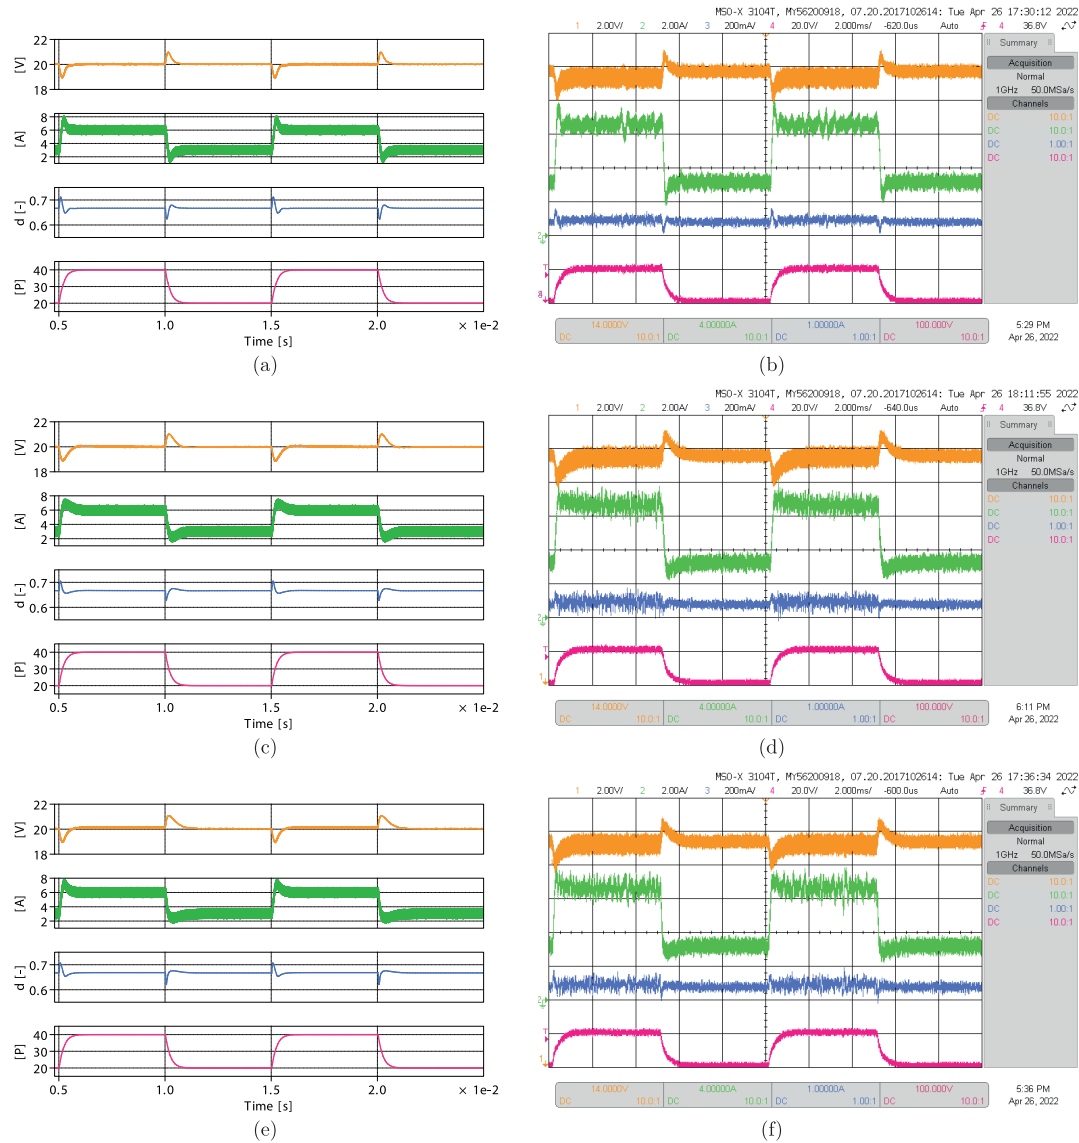 22
20
18
[V]
8
6
4
2
[A]
0.7
0.6
d [-]
40
30
20
[P]
0.5 1.0 1.5 2.0 × 1e-2
Time [s]
(a)
MSO-X 3104T, MY56200918, 07.20.2017102614: Tue Apr 26 17:30:12 2022
1 2.00V/ 2 2.00A/ 3 200mA/ 4 20.0V/ 2.000ms/ -620.0us Auto 4 36.8V
Summary
Acquisition
Normal
1GHz 50.0MSa/s
Channels
DC 10.0:1
DC 10.0:1
DC 1.00:1
DC 10.0:1
14.0000V 4.00000A 1.00000A 100.000V
DC 10.0:1 DC 10.0:1 DC 1.00:1 DC 10.0:1
5:29 PM
Apr 26, 2022
(b)
22
20
18
[V]
8
6
4
2
[A]
0.7
0.6
d [-]
40
30
20
[P]
0.5 1.0 1.5 2.0 × 1e-2
Time [s]
(c)
MSO-X 3104T, MY56200918, 07.20.2017102614: Tue Apr 26 18:11:55 2022
1 2.00V/ 2 2.00A/ 3 200mA/ 4 20.0V/ 2.000ms/ -640.0us Auto 4 36.8V
Summary
Acquisition
Normal
1GHz 50.0MSa/s
Channels
DC 10.0:1
DC 10.0:1
DC 1.00:1
DC 10.0:1
14.0000V 4.00000A 1.00000A 100.000V
DC 10.0:1 DC 10.0:1 DC 1.00:1 DC 10.0:1
6:11 PM
Apr 26, 2022
(d)
22
20
18
[V]
8
6
4
2
[A]
0.7
0.6
d [-]
40
30
20
[P]
0.5 1.0 1.5 2.0 × 1e-2
Time [s]
(e)
MSO-X 3104T, MY56200918, 07.20.2017102614: Tue Apr 26 17:36:34 2022
1 2.00V/ 2 2.00A/ 3 200mA/ 4 20.0V/ 2.000ms/ -600.0us Auto 4 36.8V
Summary
Acquisition
Normal
1GHz 50.0MSa/s
Channels
DC 10.0:1
DC 10.0:1
DC 1.00:1
DC 10.0:1
14.0000V 4.00000A 1.00000A 100.000V
DC 10.0:1 DC 10.0:1 DC 1.00:1 DC 10.0:1
5:36 PM
Apr 26, 2022
(f)